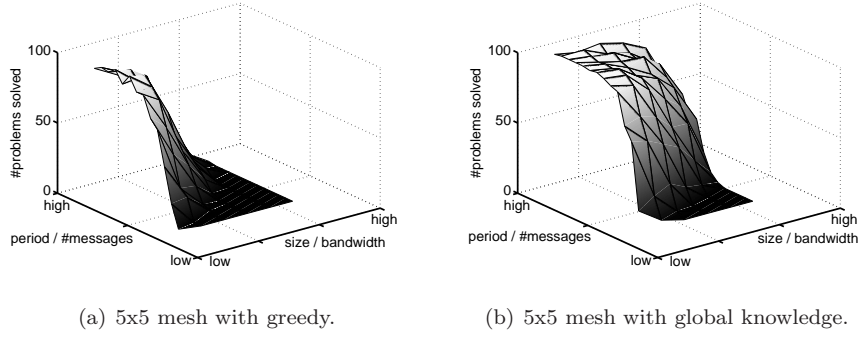 100
50
0
#problems solved
high
period / #messages
low
low
size / bandwidth
high
(a) 5x5 mesh with greedy.
100
50
0
#problems solved
high
period / #messages
low
low
size / bandwidth
high
(b) 5x5 mesh with global knowledge.